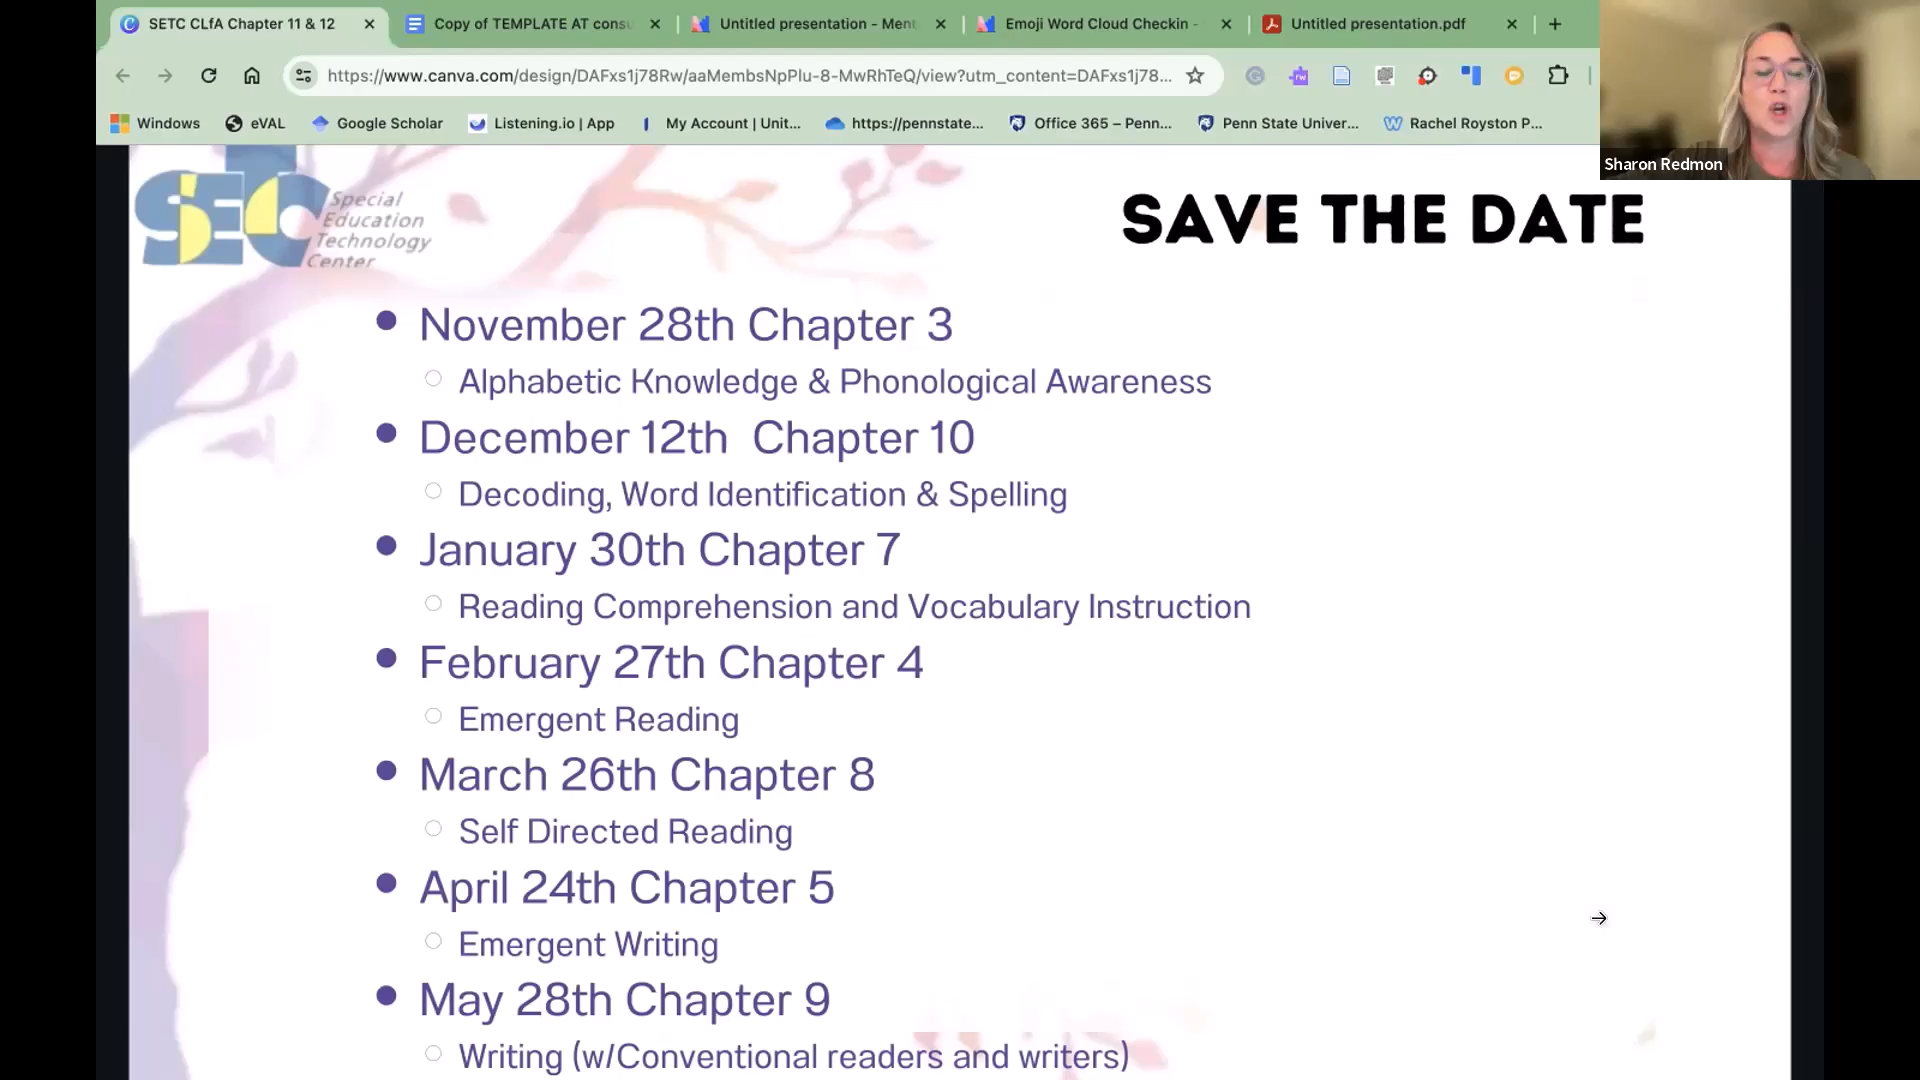 SETC CLfA Chapter 11 & 12
Copy of TEMPLATE AT consu
Untitled presentation - Ment
Emoji Word Cloud Checkin -
Untitled presentation.pdf
https://www.canva.com/design/DAFxs1j78Rw/aaMembsNpPlu-8-MwRhTeQ/view?utm_content=DAFxs1j78...
Windows
eVAL
Google Scholar
Listening.io | App
My Account | Unit...
https://pennstate...
Office 365 – Penn...
Penn State Univer...
Rachel Royston P...
Sharon Redmon
SETC
Special
Education
Technology
Center
SAVE THE DATE
November 28th Chapter 3
Alphabetic Knowledge & Phonological Awareness
December 12th Chapter 10
Decoding, Word Identification & Spelling
January 30th Chapter 7
Reading Comprehension and Vocabulary Instruction
February 27th Chapter 4
Emergent Reading
March 26th Chapter 8
Self Directed Reading
April 24th Chapter 5
Emergent Writing
May 28th Chapter 9
Writing (w/Conventional readers and writers)